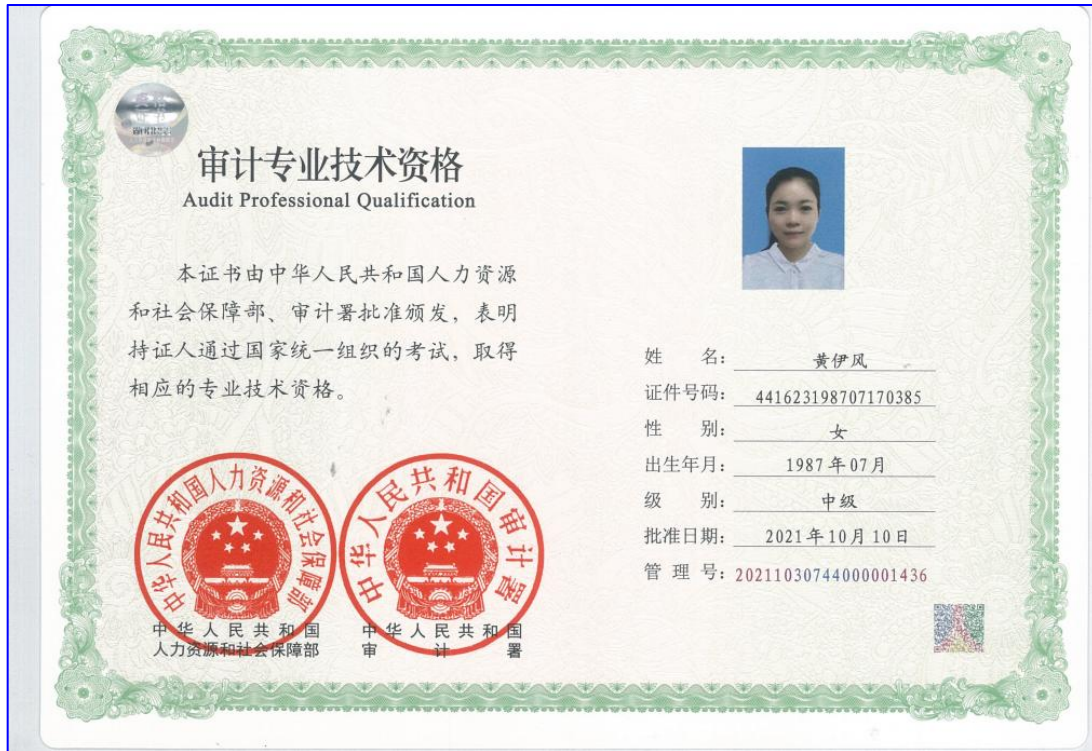 审计专业技术资格
Audit Professional Qualification
本证书由中华人民共和国人力资源
和社会保障部、审计署批准颁发，表明
持证人通过国家统一组织的考试，取得
相应的专业技术资格。
中华人民共和国人力资源和社会保障部
中华人民共和国审计署
中华人民共和国
人力资源和社会保障部
中华人民共和国
审计署
姓名：黄伊风
证件号码：441623198707170385
性别：女
出生年月：1987年07月
级别：中级
批准日期：2021年10月10日
管理号：20211030744000001436